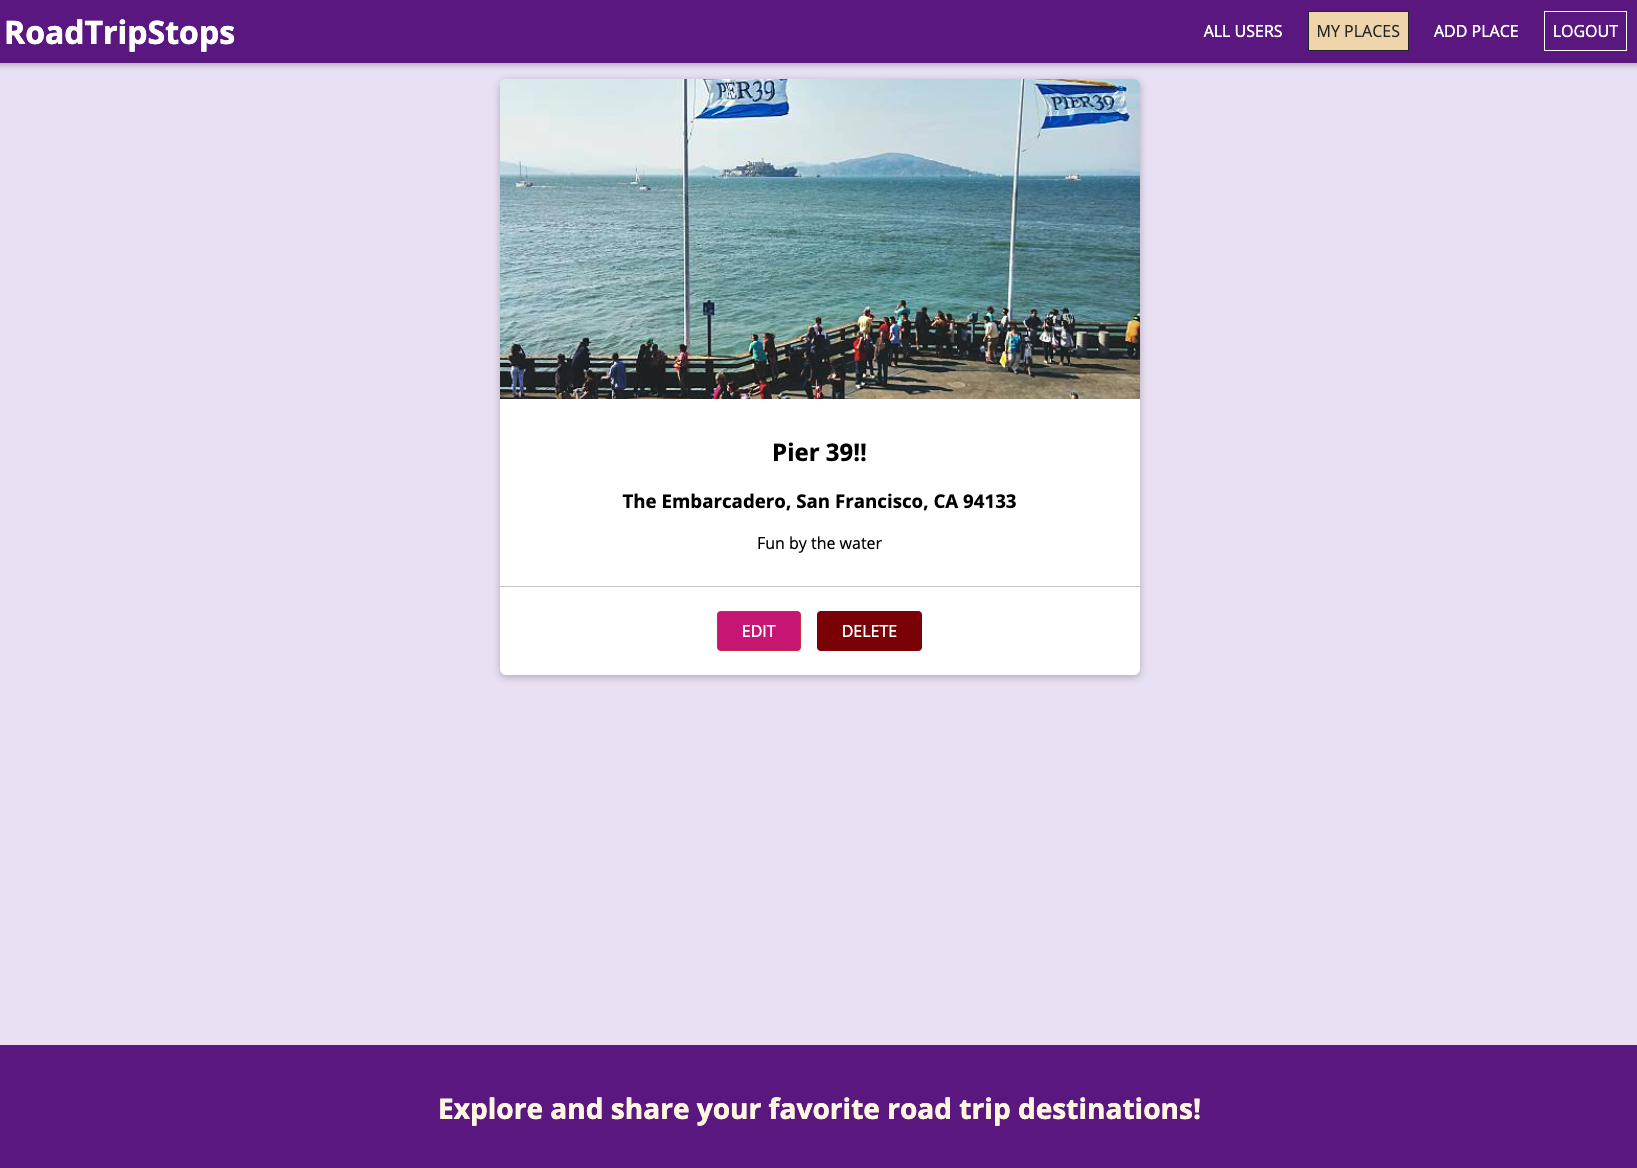 RoadTripStops
ALL USERS
MY PLACES
ADD PLACE
LOGOUT
PIER39
PIER39
Pier 39!!
The Embarcadero, San Francisco, CA 94133
Fun by the water
EDIT
DELETE
Explore and share your favorite road trip destinations!